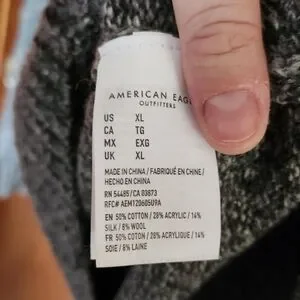 AMERICAN EAGL
OUTFITTERS
US XL
CA TG
MX EXG
UK XL
MADE IN CHINA / FABRIQUÉ EN CHINE /
HECHO EN CHINA
RN 54485/CA 03873
RFC# AEM120605U9A
EN 50% COTTON / 28% ACRYLIC / 14%
SILK / 8% WOOL
FR 50% COTON / 28% ACRYLIQUE / 14%
SOIE / 8% LAINE